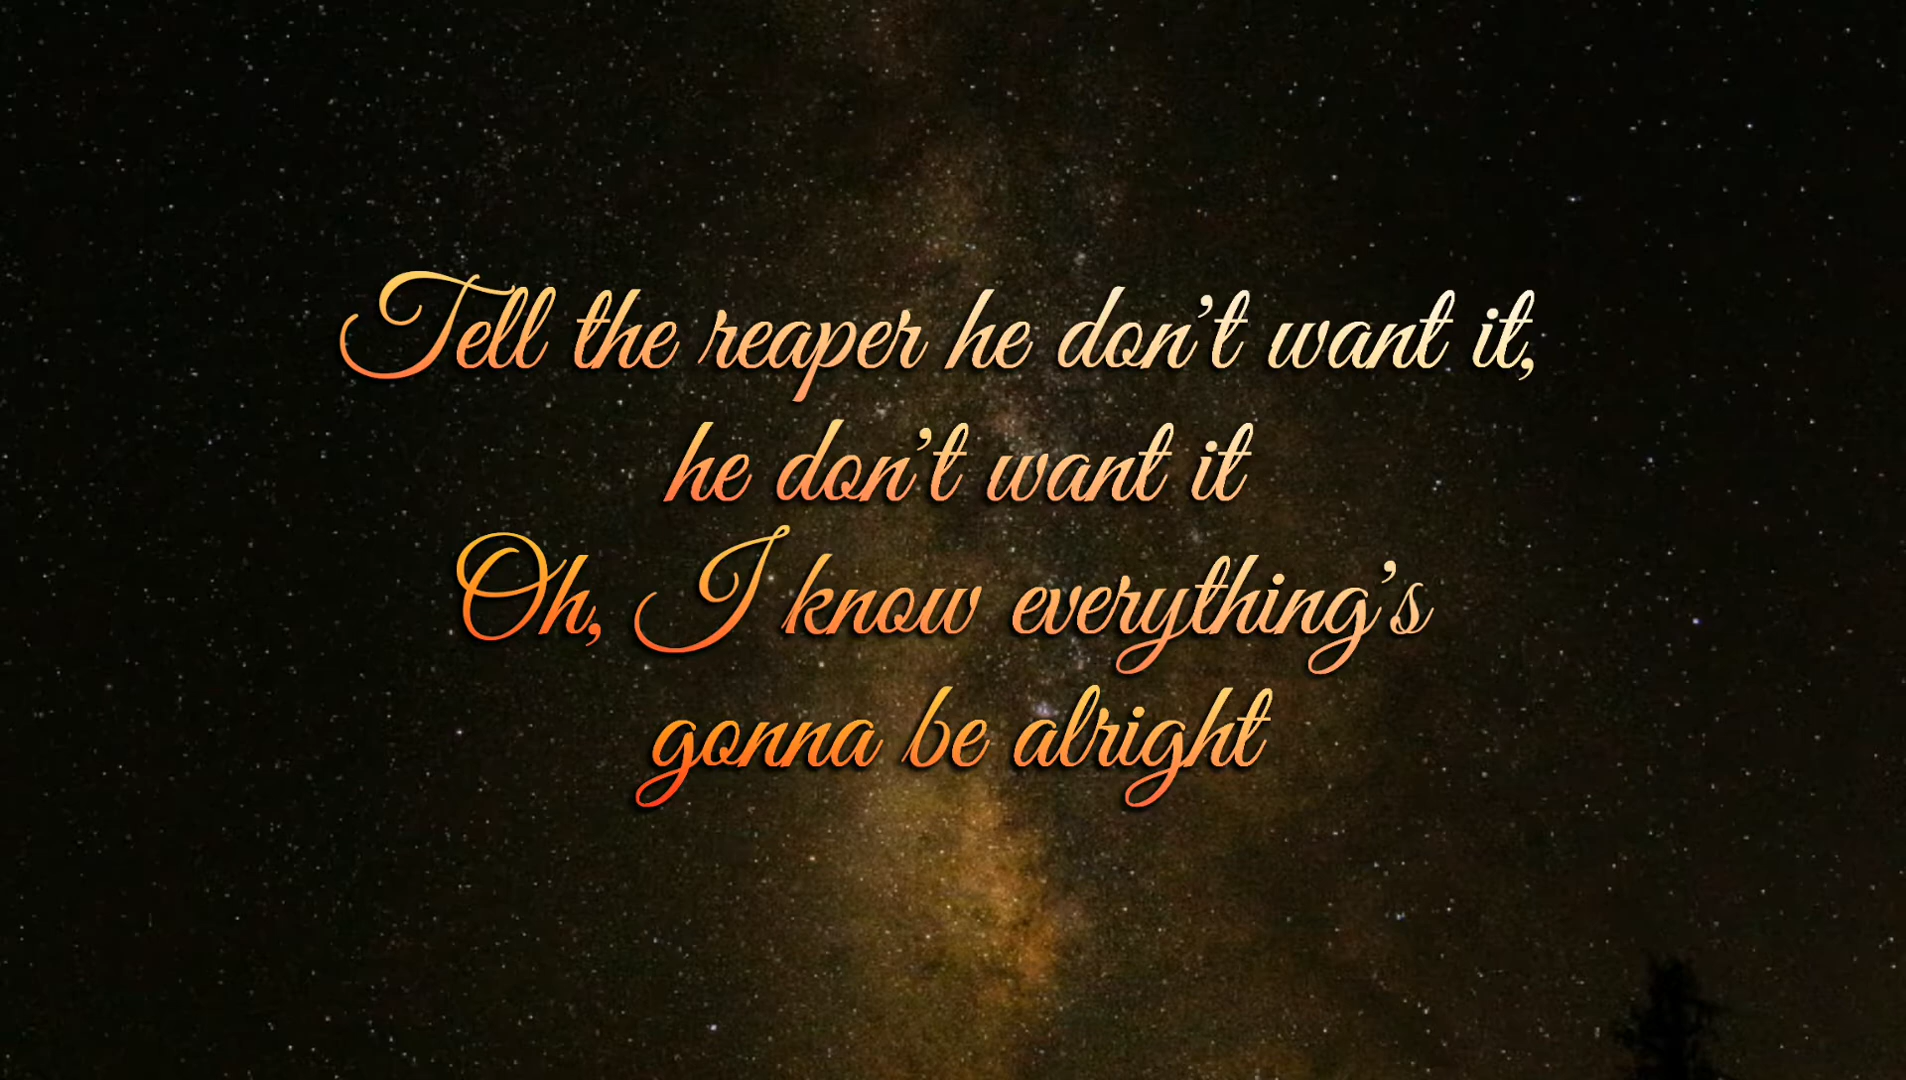 Tell the reaper he don't want it,
he don't want it
Oh, I know everything's
gonna be alright